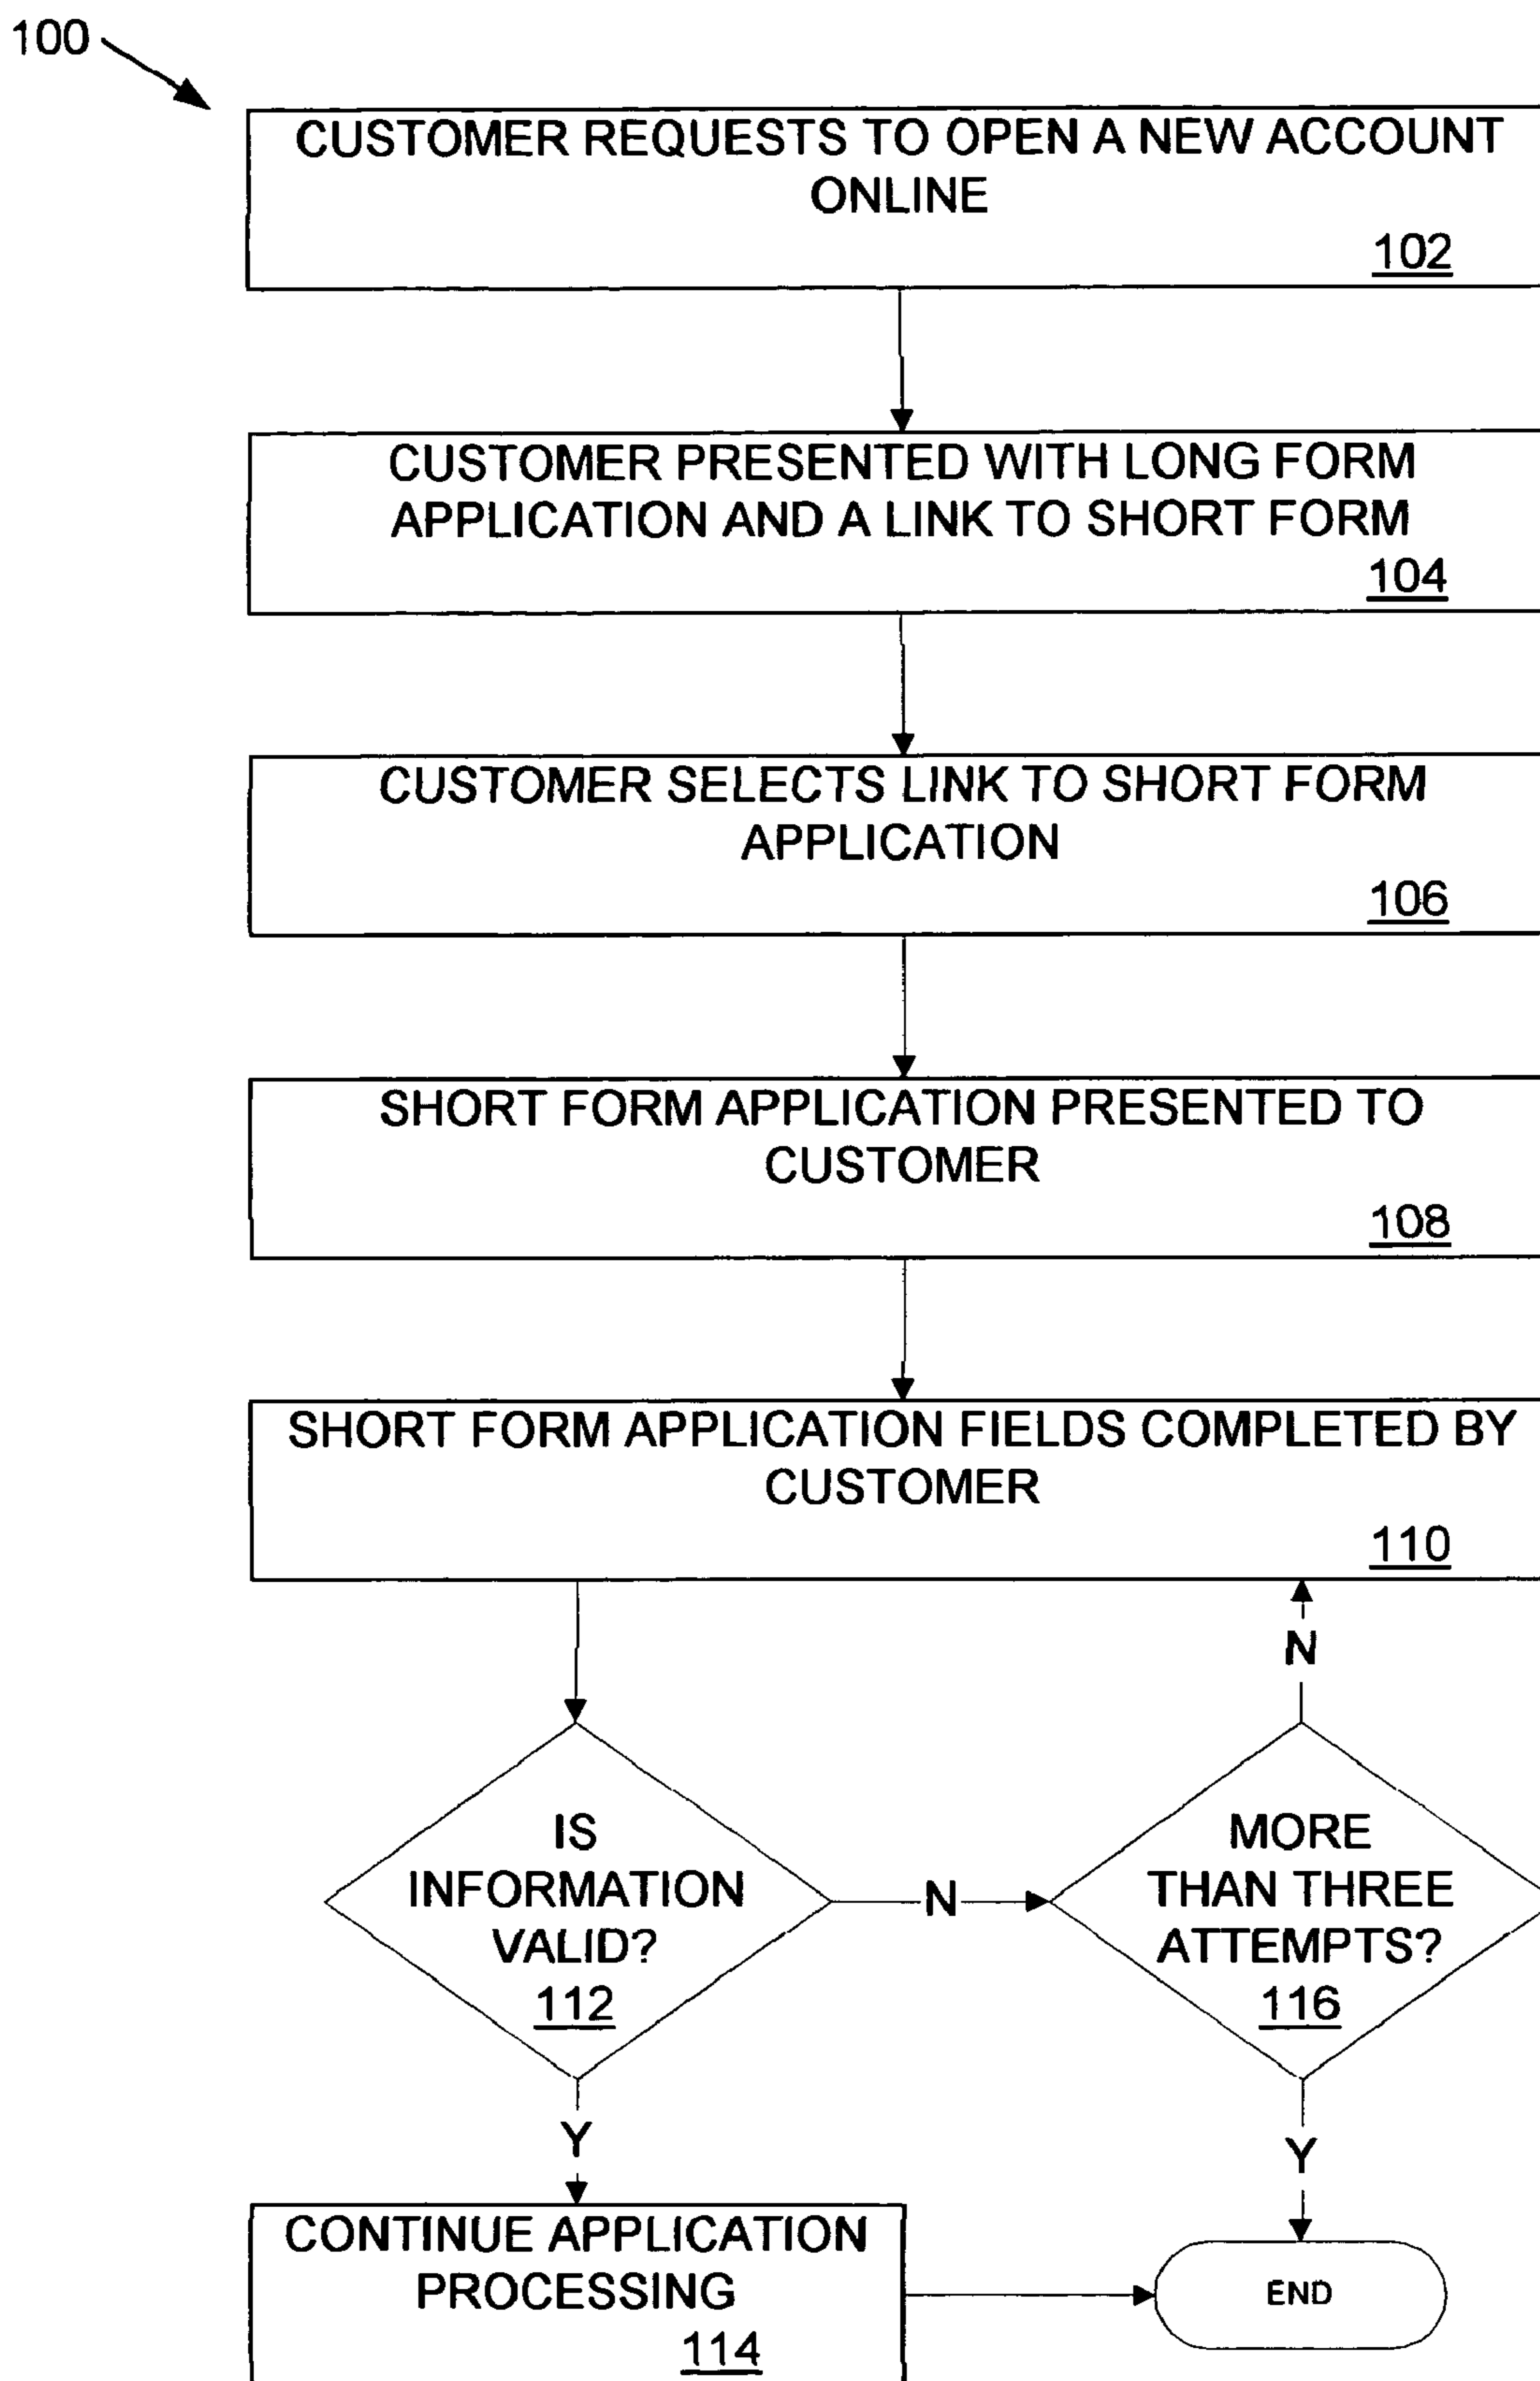 100
CUSTOMER REQUESTS TO OPEN A NEW ACCOUNT
ONLINE
102
CUSTOMER PRESENTED WITH LONG FORM
APPLICATION AND A LINK TO SHORT FORM
104
CUSTOMER SELECTS LINK TO SHORT FORM
APPLICATION
106
SHORT FORM APPLICATION PRESENTED TO
CUSTOMER
108
SHORT FORM APPLICATION FIELDS COMPLETED BY
CUSTOMER
110
N
IS
INFORMATION
VALID?
112
N
MORE
THAN THREE
ATTEMPTS?
116
Y
Y
CONTINUE APPLICATION
PROCESSING
114
END